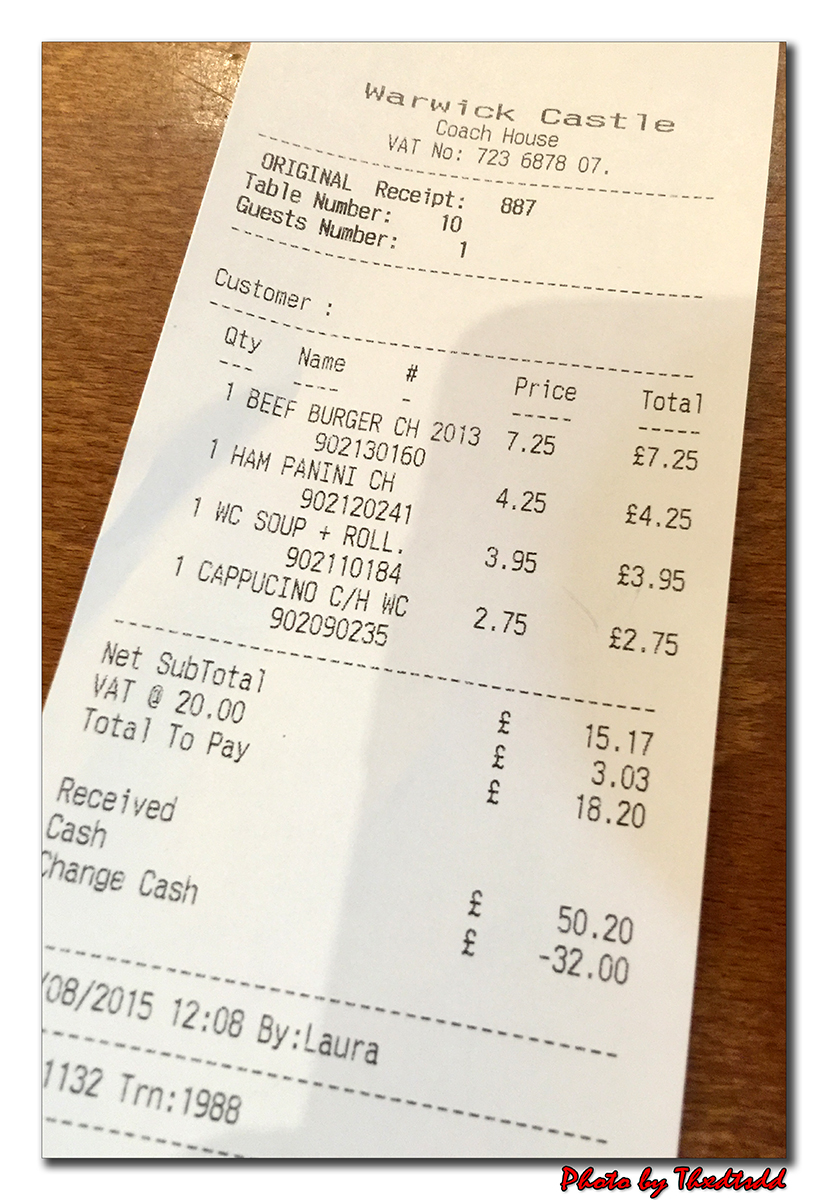 Warwick Castle
Coach House
VAT No: 723 6878 07.
ORIGINAL Receipt: 887
Table Number: 10
Guests Number: 1
Customer :
Qty Name # Price Total
1 BEEF BURGER CH 2013 7.25 £7.25
902130160
1 HAM PANINI CH 4.25 £4.25
902120241
1 WC SOUP + ROLL. 3.95 £3.95
902110184
1 CAPPUCINO C/H WC 2.75 £2.75
902090235
Net SubTotal £ 15.17
VAT @ 20.00 £ 3.03
Total To Pay £ 18.20
Received
Cash £ 50.20
Change Cash £ -32.00
/08/2015 12:08 By:Laura
1132 Trn:1988
Photo by Thxdtsdd